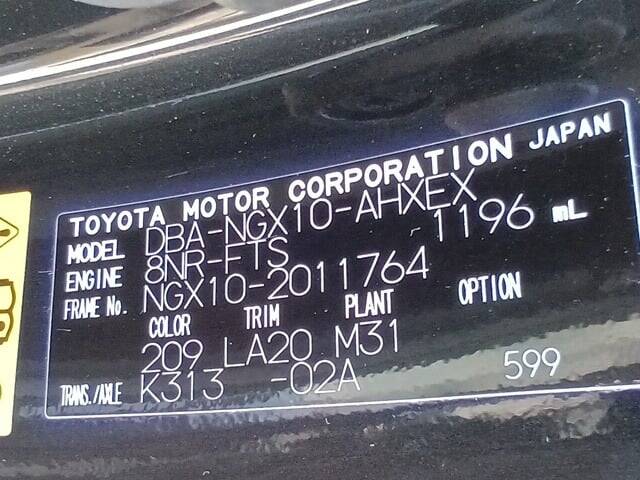 TOYOTA MOTOR CORPORATION JAPAN
MODEL DBA-NGX10-AHXEX
ENGINE 8NR-FTS 1196 mL
FRAME No. NGX10-2011764
COLOR TRIM PLANT OPTION
209 LA20 M31
TRANS./AXLE K313 -02A 599